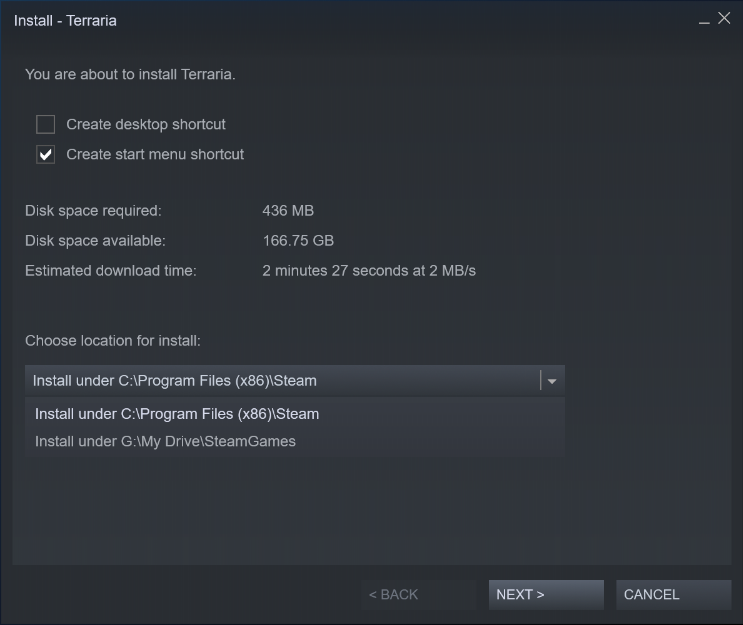 Install - Terraria
You are about to install Terraria.
Create desktop shortcut
Create start menu shortcut
Disk space required: 436 MB
Disk space available: 166.75 GB
Estimated download time: 2 minutes 27 seconds at 2 MB/s
Choose location for install:
Install under C:\Program Files (x86)\Steam
Install under C:\Program Files (x86)\Steam
Install under G:\My Drive\SteamGames
< BACK NEXT > CANCEL